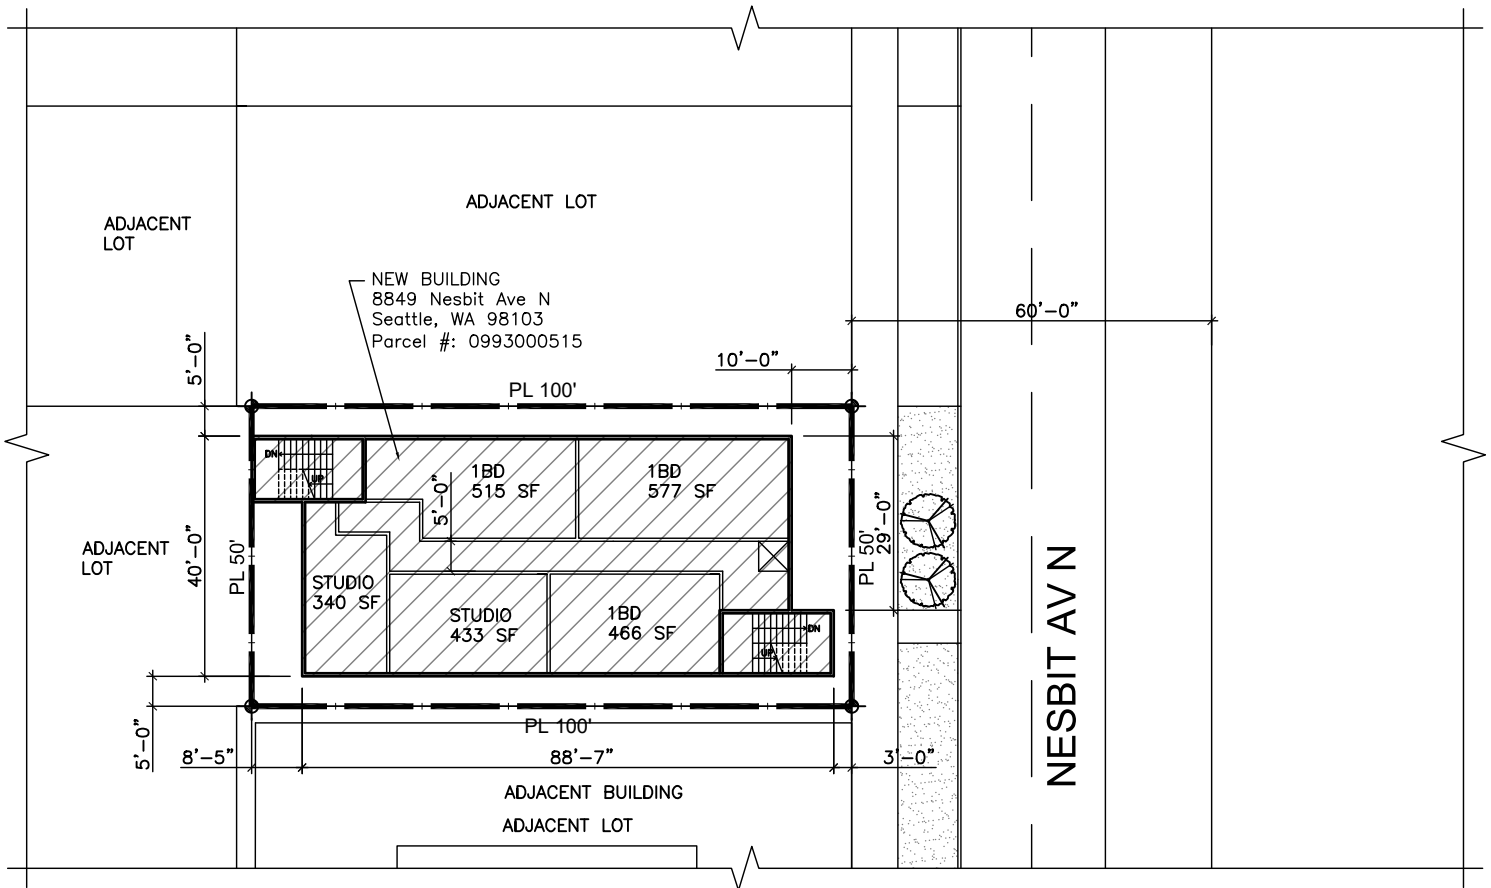 ADJACENT LOT
ADJACENT
LOT
NEW BUILDING
8849 Nesbit Ave N
Seattle, WA 98103
Parcel #: 0993000515
60'-0"
5'-0"
10'-0"
PL 100'
DN
UP
1BD
515 SF
1BD
577 SF
5'-0"
ADJACENT
LOT
40'-0"
PL 50'
PL 50'
29'-0"
STUDIO
340 SF
STUDIO
433 SF
1BD
466 SF
DN
UP
NESBIT AV N
PL 100'
5'-0"
8'-5"
88'-7"
3'-0"
ADJACENT BUILDING
ADJACENT LOT